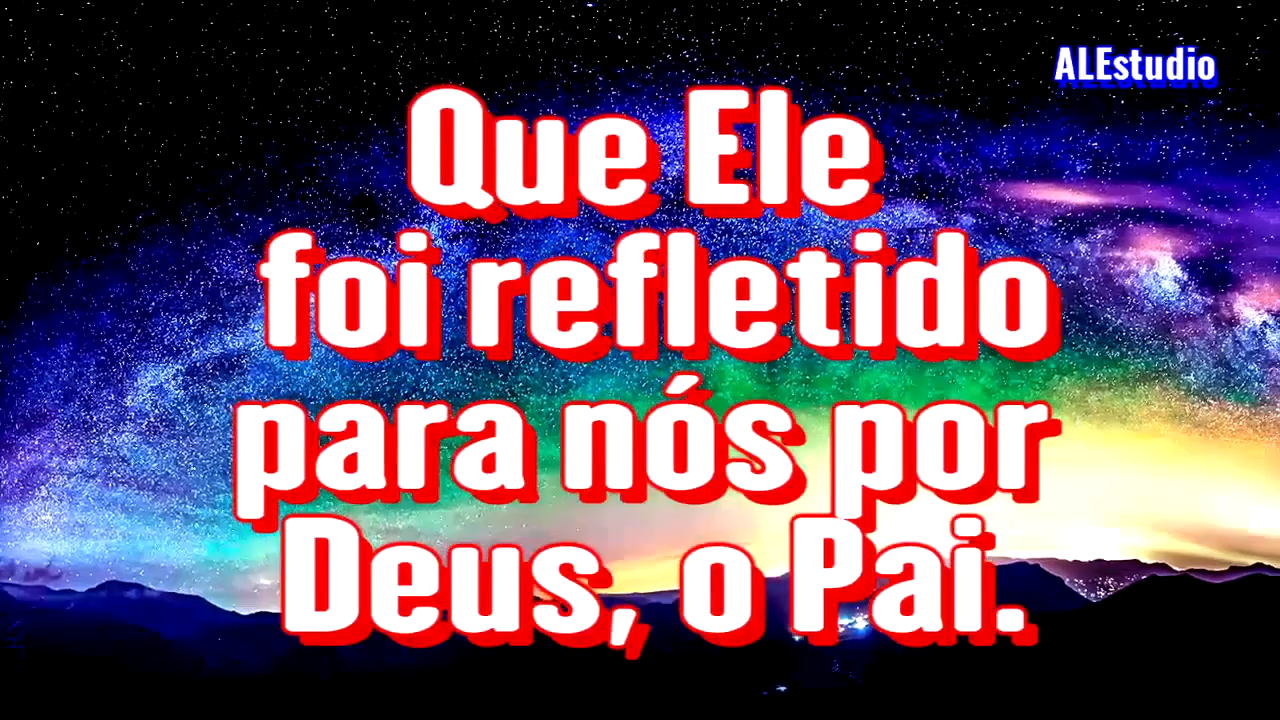 ALEstudio
Que Ele
foi refletido
para nós por
Deus, o Pai.